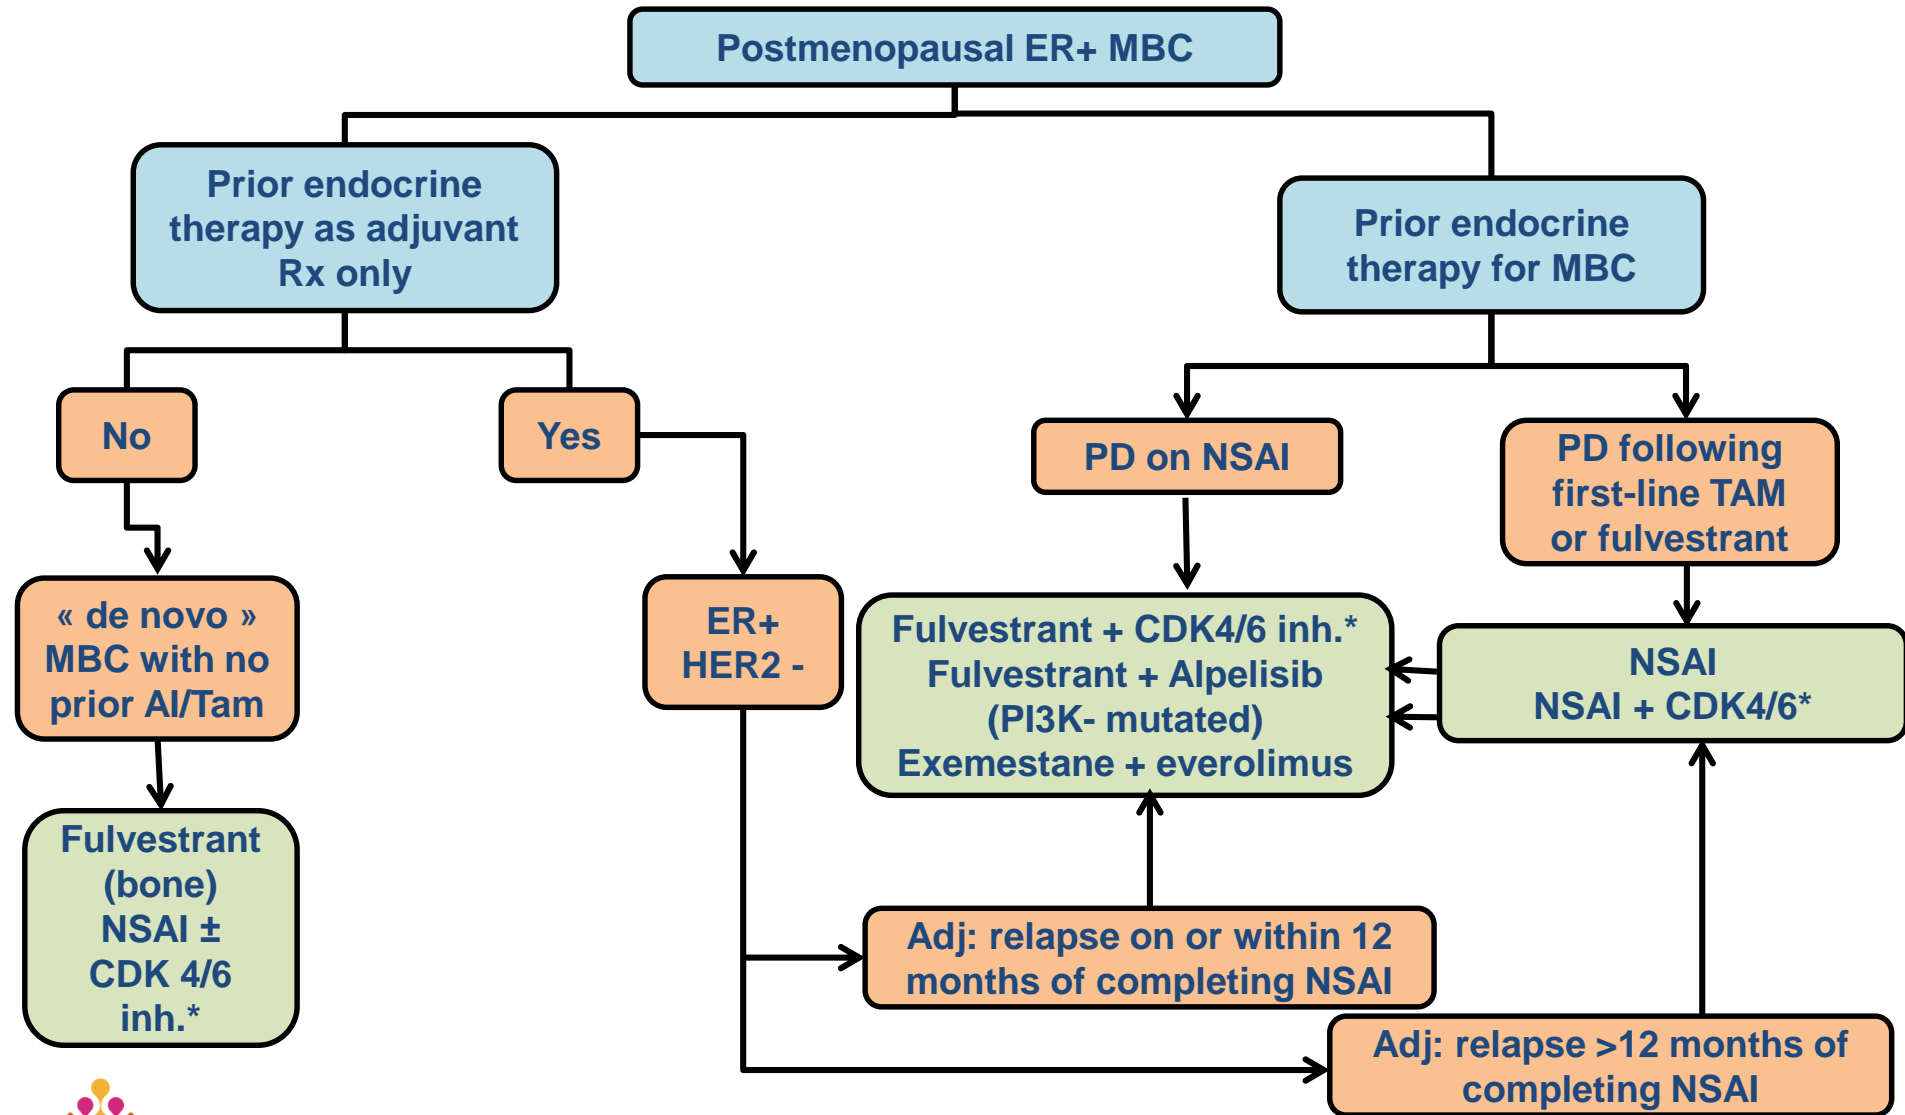 Postmenopausal ER+ MBC
Prior endocrine
therapy as adjuvant
Rx only
Prior endocrine
therapy for MBC
No
Yes
PD on NSAI
PD following
first-line TAM
or fulvestrant
« de novo »
MBC with no
prior AI/Tam
ER+
HER2 -
Fulvestrant + CDK4/6 inh.*
Fulvestrant + Alpelisib
(PI3K- mutated)
Exemestane + everolimus
NSAI
NSAI + CDK4/6*
Fulvestrant
(bone)
NSAI ±
CDK 4/6
inh.*
Adj: relapse on or within 12
months of completing NSAI
Adj: relapse >12 months of
completing NSAI